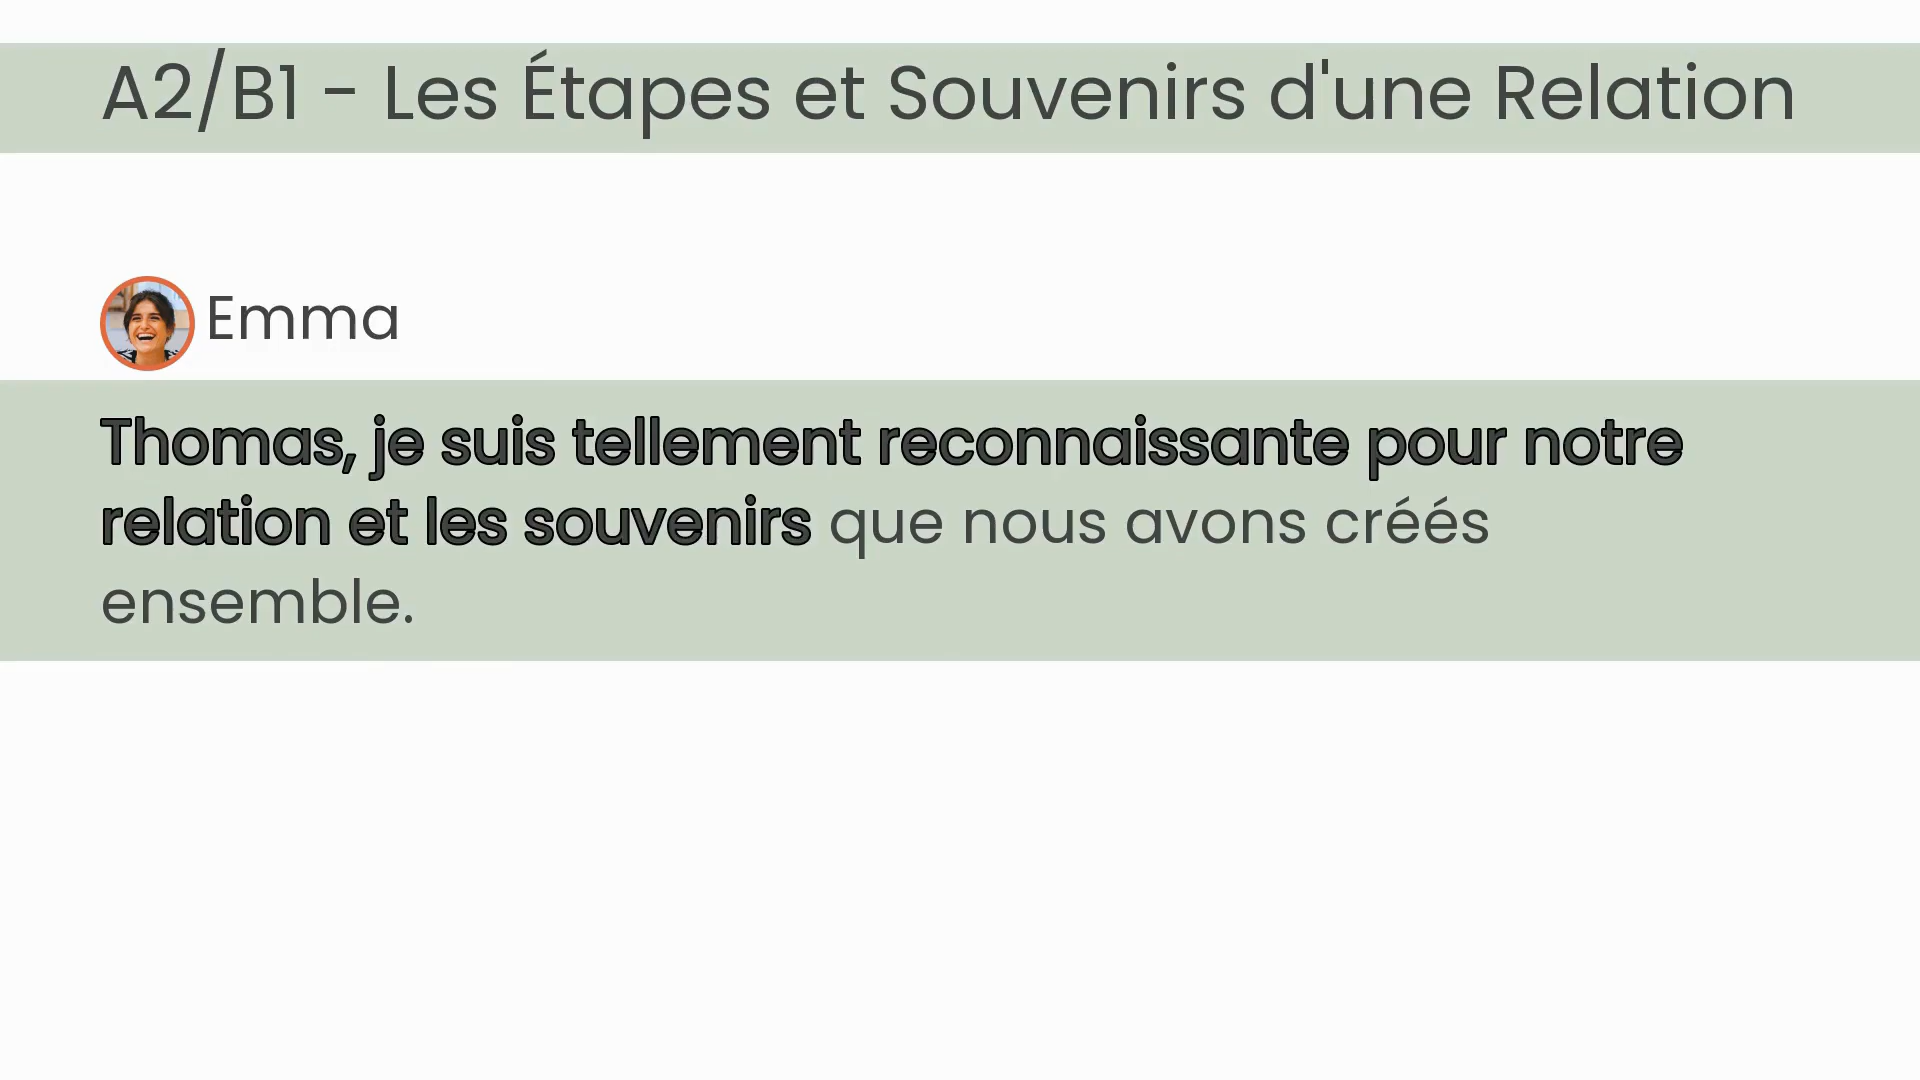 A2/B1 - Les Étapes et Souvenirs d'une Relation
Emma
Thomas, je suis tellement reconnaissante pour notre
relation et les souvenirs que nous avons créés
ensemble.